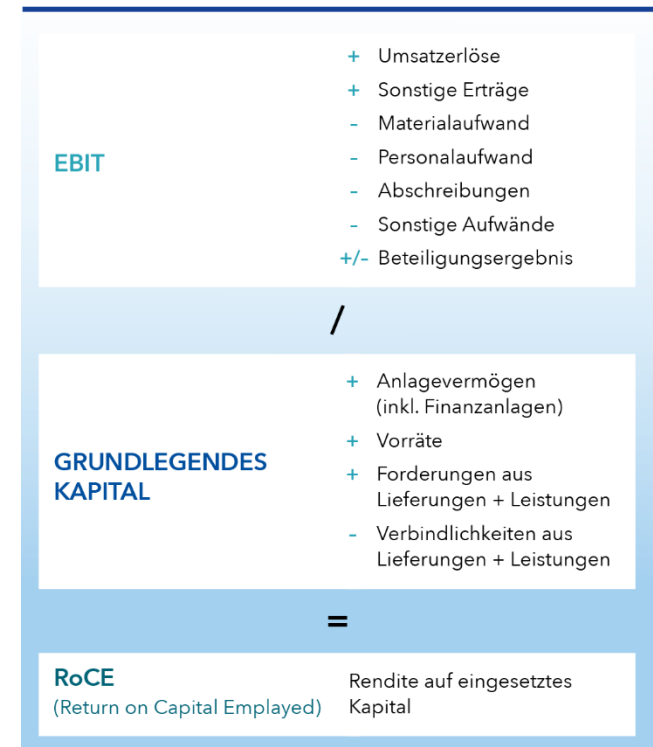 EBIT
+ Umsatzerlöse
+ Sonstige Erträge
- Materialaufwand
- Personalaufwand
- Abschreibungen
- Sonstige Aufwände
+/- Beteiligungsergebnis
/
GRUNDLEGENDES
KAPITAL
+ Anlagevermögen
(inkl. Finanzanlagen)
+ Vorräte
+ Forderungen aus
Lieferungen + Leistungen
- Verbindlichkeiten aus
Lieferungen + Leistungen
=
RoCE
(Return on Capital Emplayed)
Rendite auf eingesetztes
Kapital